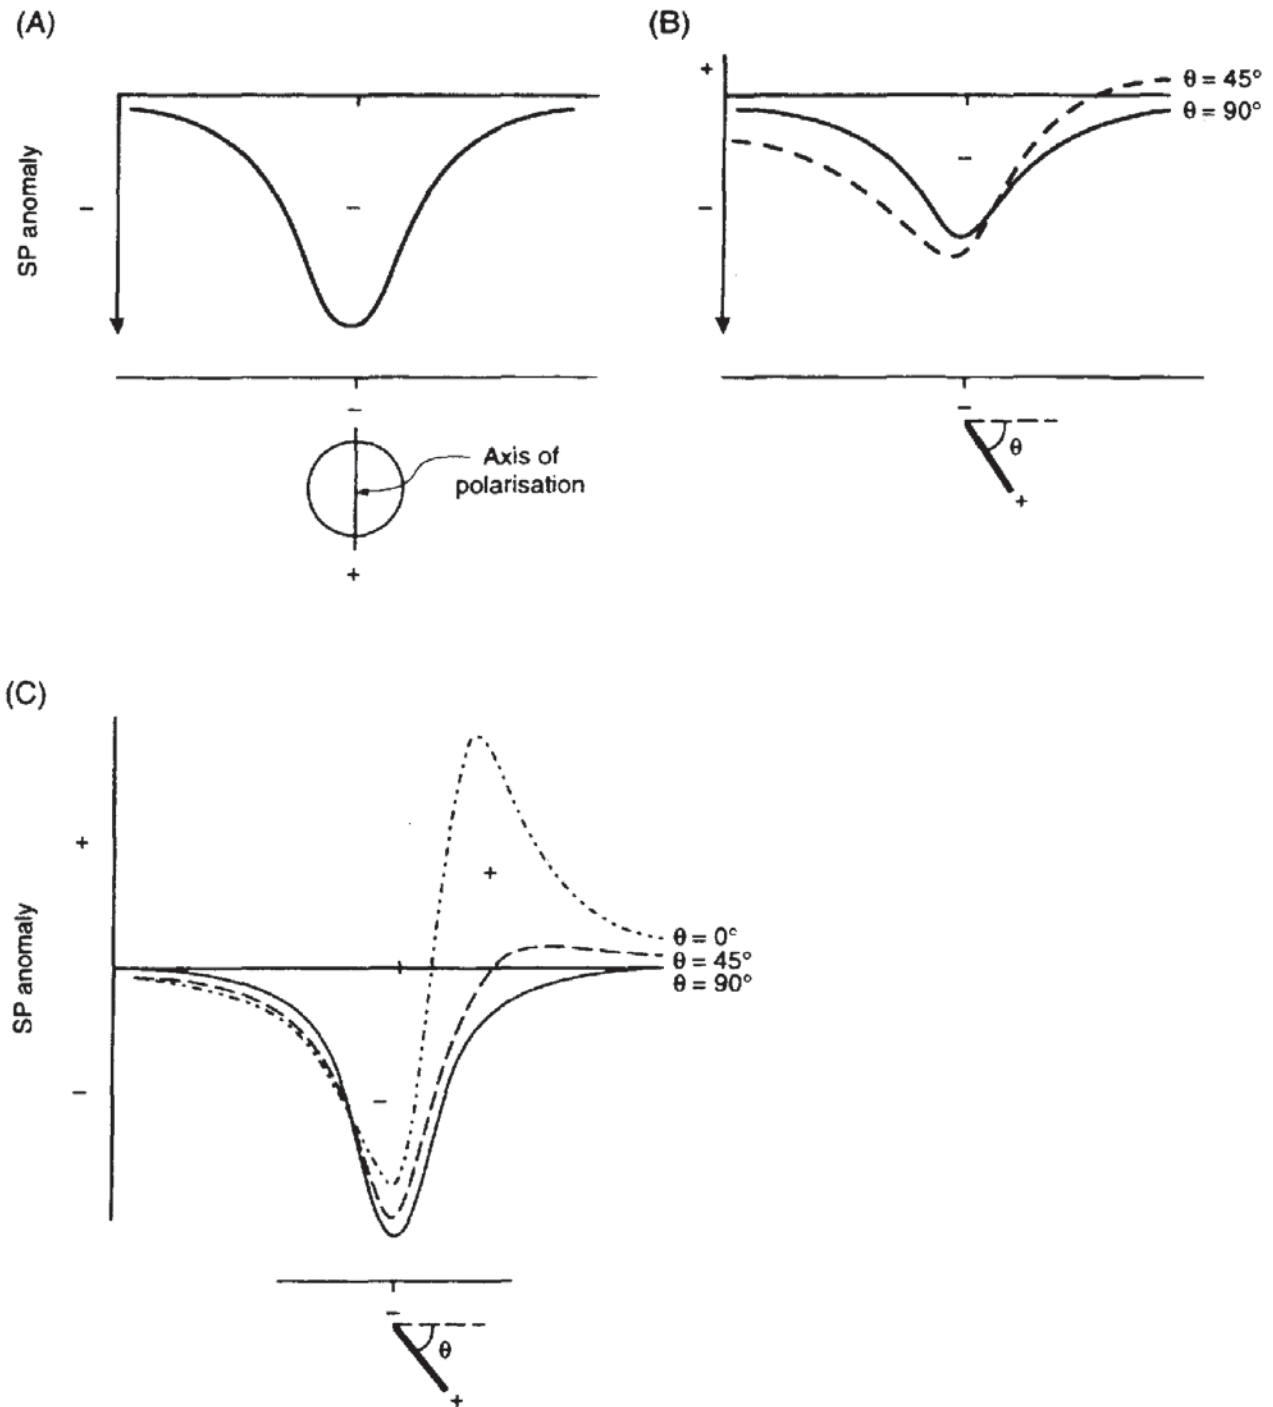 (A)
SP anomaly
−
−
−
Axis of
polarisation
+
(B)
+
θ = 45°
θ = 90°
−
−
−
θ
+
(C)
+
+
SP anomaly
θ = 0°
θ = 45°
θ = 90°
−
−
−
θ
+